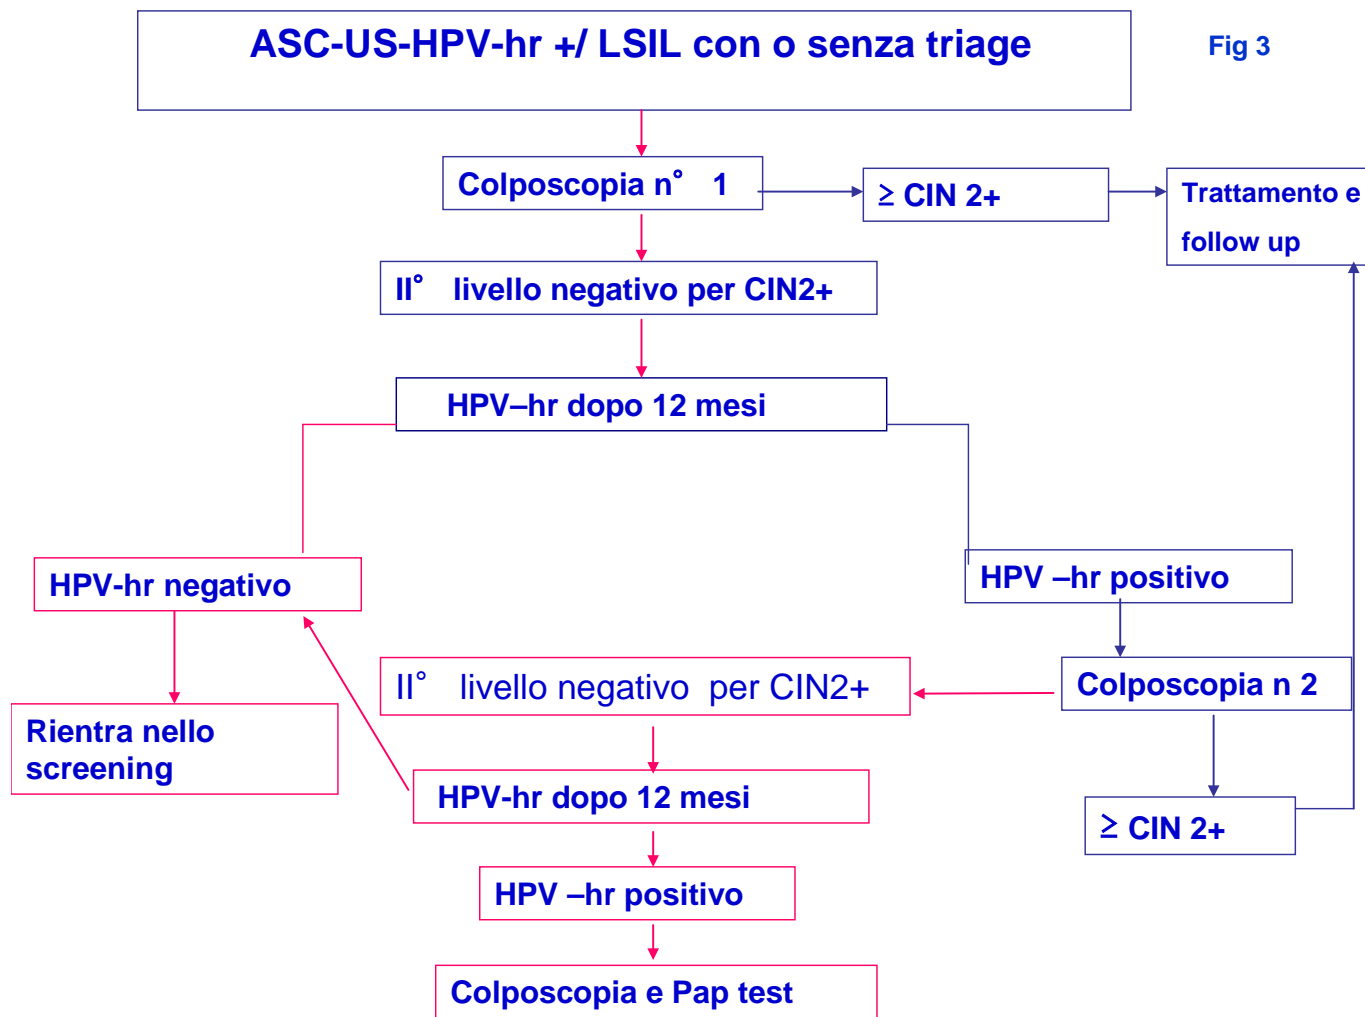 ASC-US-HPV-hr +/ LSIL con o senza triage
Fig 3
Colposcopia n° 1
≥ CIN 2+
Trattamento e
follow up
II° livello negativo per CIN2+
HPV–hr dopo 12 mesi
HPV-hr negativo
HPV –hr positivo
II° livello negativo per CIN2+
Colposcopia n 2
Rientra nello
screening
HPV-hr dopo 12 mesi
≥ CIN 2+
HPV –hr positivo
Colposcopia e Pap test